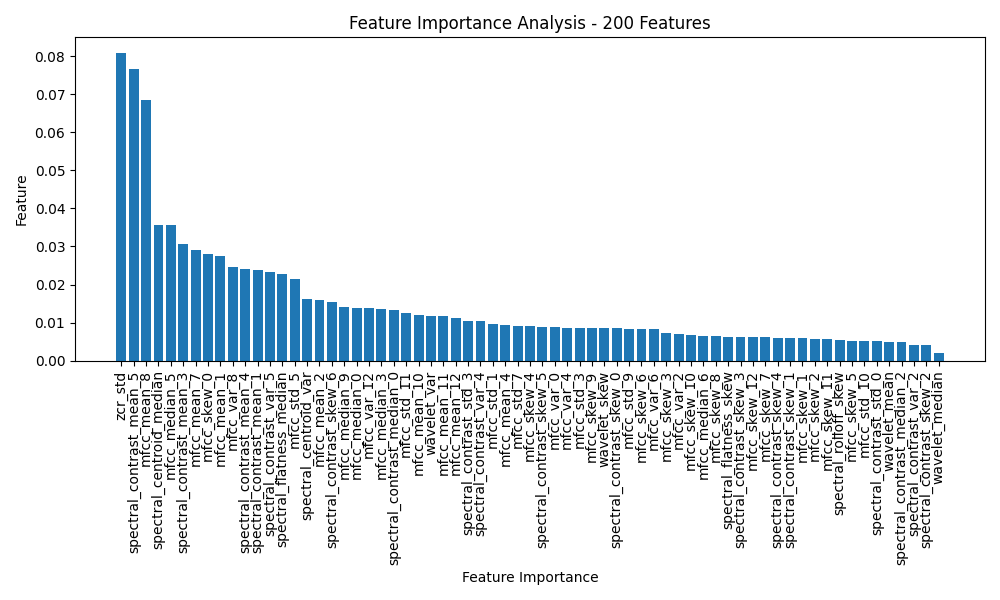 Feature Importance Analysis - 200 Features
Feature
0.08
0.07
0.06
0.05
0.04
0.03
0.02
0.01
0.00
zcr_std
spectral_contrast_mean_5
mfcc_mean_8
spectral_centroid_median
mfcc_median_5
spectral_contrast_mean_3
mfcc_mean_7
mfcc_skew_0
mfcc_mean_1
mfcc_var_8
spectral_contrast_mean_4
spectral_contrast_mean_1
spectral_contrast_var_5
spectral_flatness_median
mfcc_std_5
spectral_centroid_var
mfcc_mean_2
spectral_contrast_skew_6
mfcc_median_9
mfcc_median_0
mfcc_var_12
mfcc_median_3
spectral_contrast_median_0
mfcc_std_11
mfcc_mean_10
wavelet_var
mfcc_mean_11
mfcc_mean_12
spectral_contrast_std_3
spectral_contrast_var_4
mfcc_std_1
mfcc_mean_4
mfcc_std_7
mfcc_skew_4
spectral_contrast_skew_5
mfcc_var_0
mfcc_var_4
mfcc_std_3
mfcc_skew_9
wavelet_skew
spectral_contrast_skew_0
mfcc_std_9
mfcc_skew_6
mfcc_var_6
mfcc_skew_3
mfcc_var_2
mfcc_skew_10
mfcc_median_6
mfcc_skew_8
spectral_flatness_skew
spectral_contrast_skew_3
mfcc_skew_12
mfcc_skew_7
spectral_contrast_skew_4
spectral_contrast_skew_1
mfcc_skew_1
mfcc_skew_2
mfcc_skew_11
spectral_rolloff_skew
mfcc_skew_5
mfcc_std_10
spectral_contrast_std_0
wavelet_mean
spectral_contrast_median_2
spectral_contrast_var_2
spectral_contrast_skew_2
wavelet_median
Feature Importance